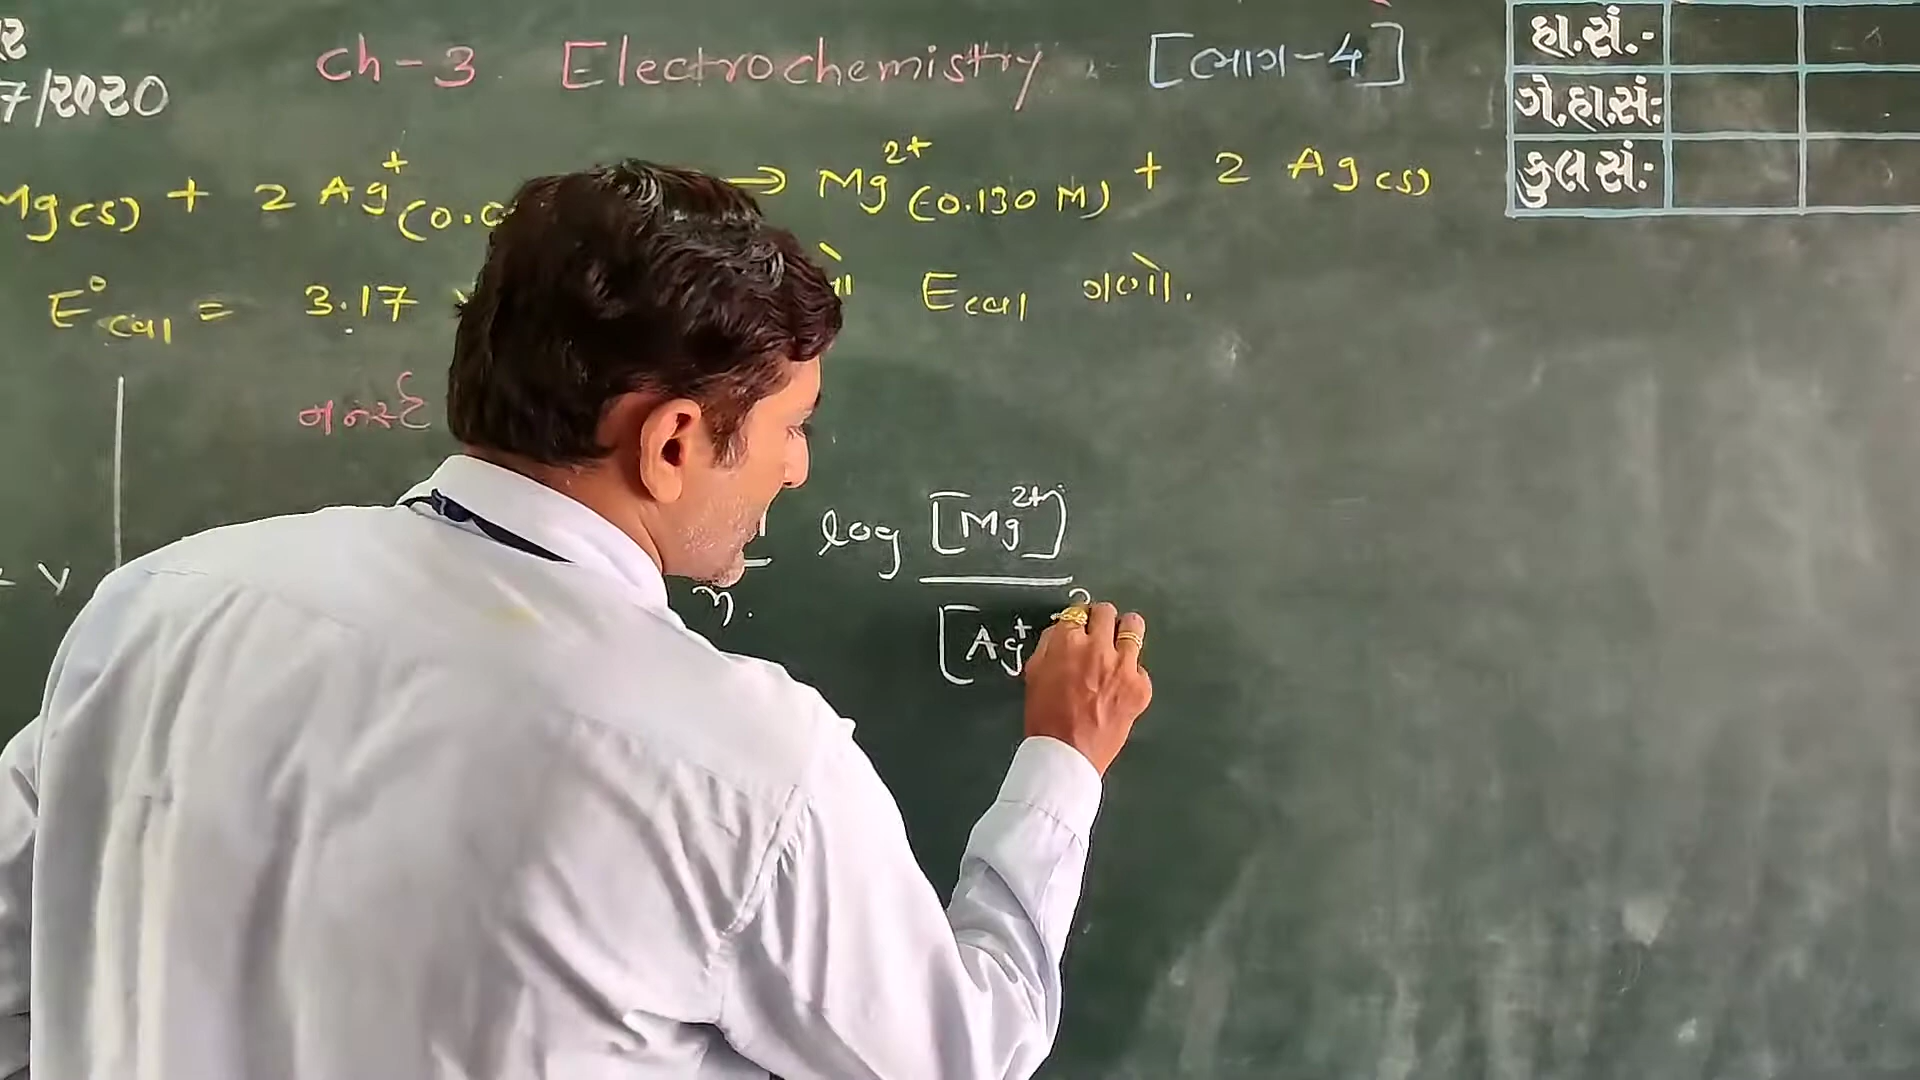 7/૨૦૨૦
Ch-3 Electrochemistry [ભાગ-4]
હા.સં.-
ગે.હા.સં:
કુલ સં:
Mg(s) + 2 Ag⁺(0.0 → Mg²⁺(0.130 M) + 2 Ag(s)
E°cell = 3.17 Ecell ગણો.
નર્ન્સ્ટ
log [Mg²⁺]
n.
[Ag⁺ 2